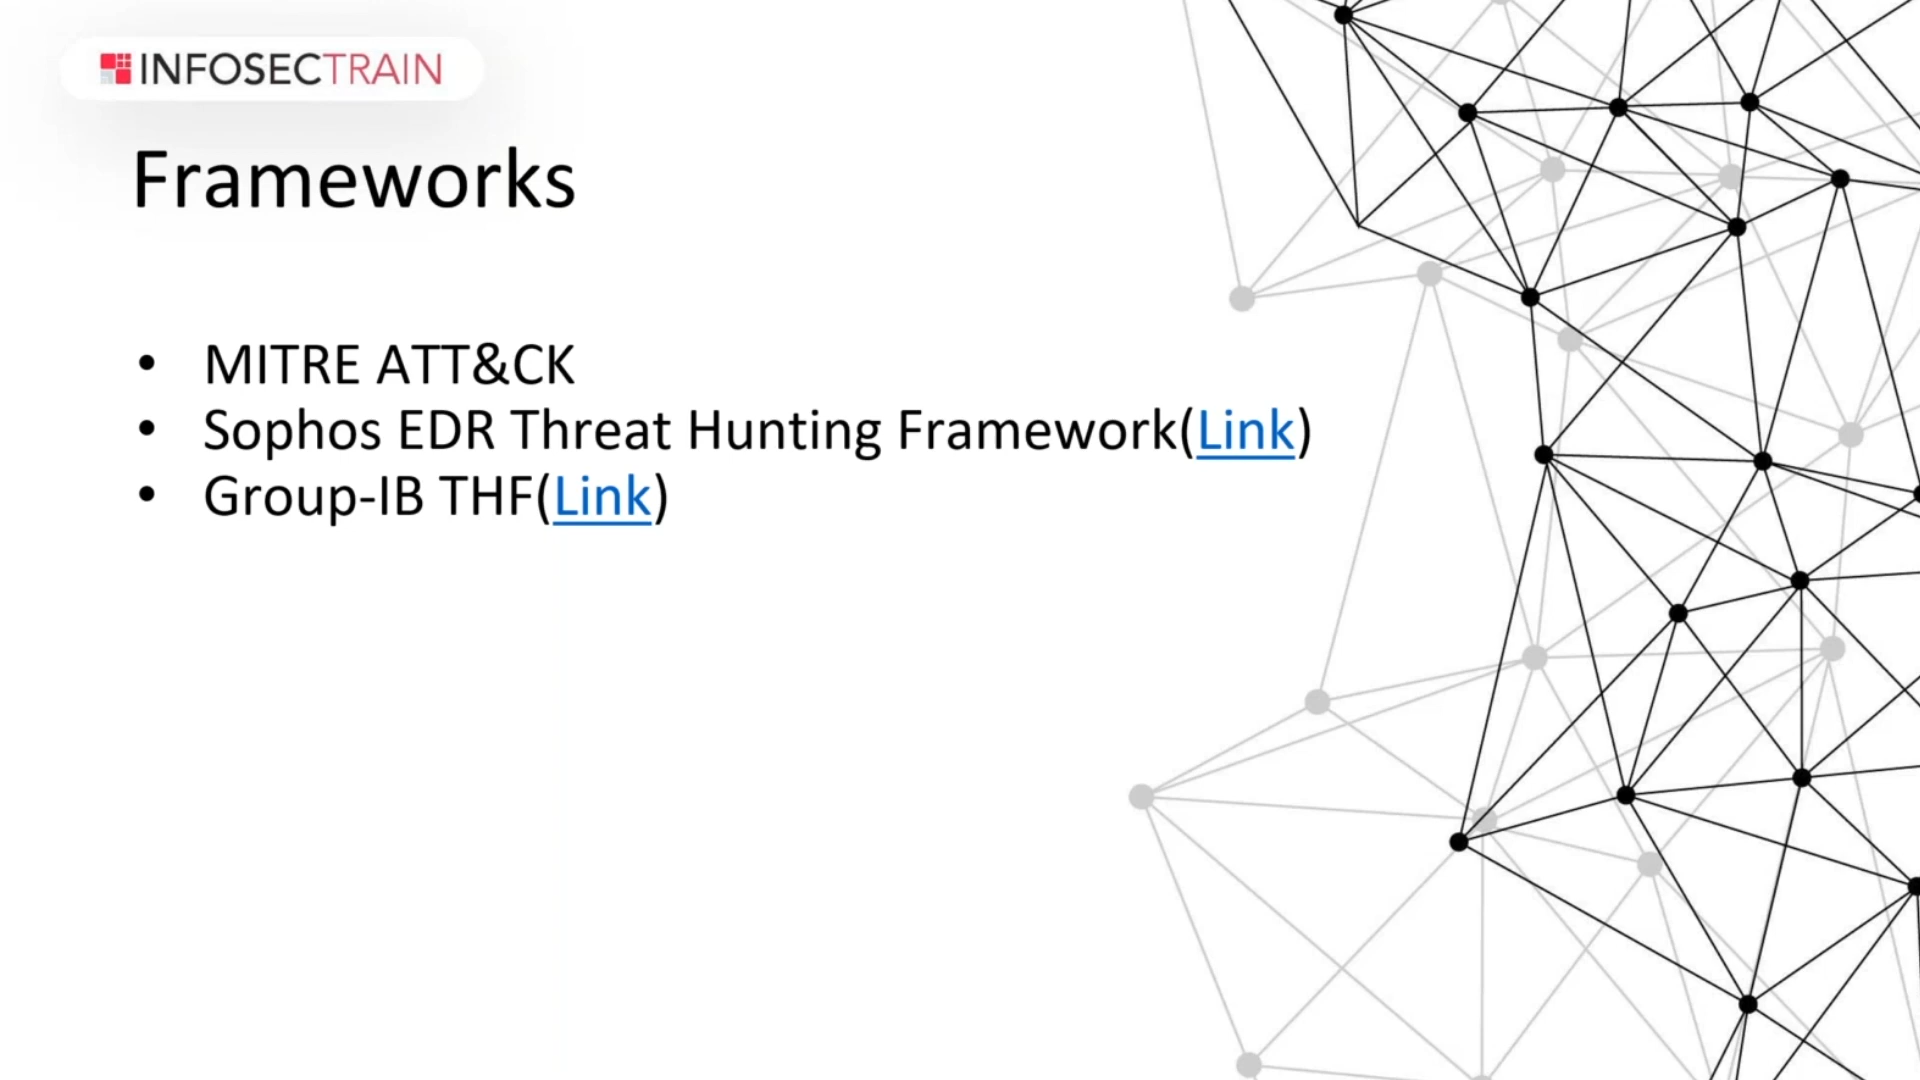 INFOSECTRAIN
Frameworks
• MITRE ATT&CK
• Sophos EDR Threat Hunting Framework(Link)
• Group-IB THF(Link)